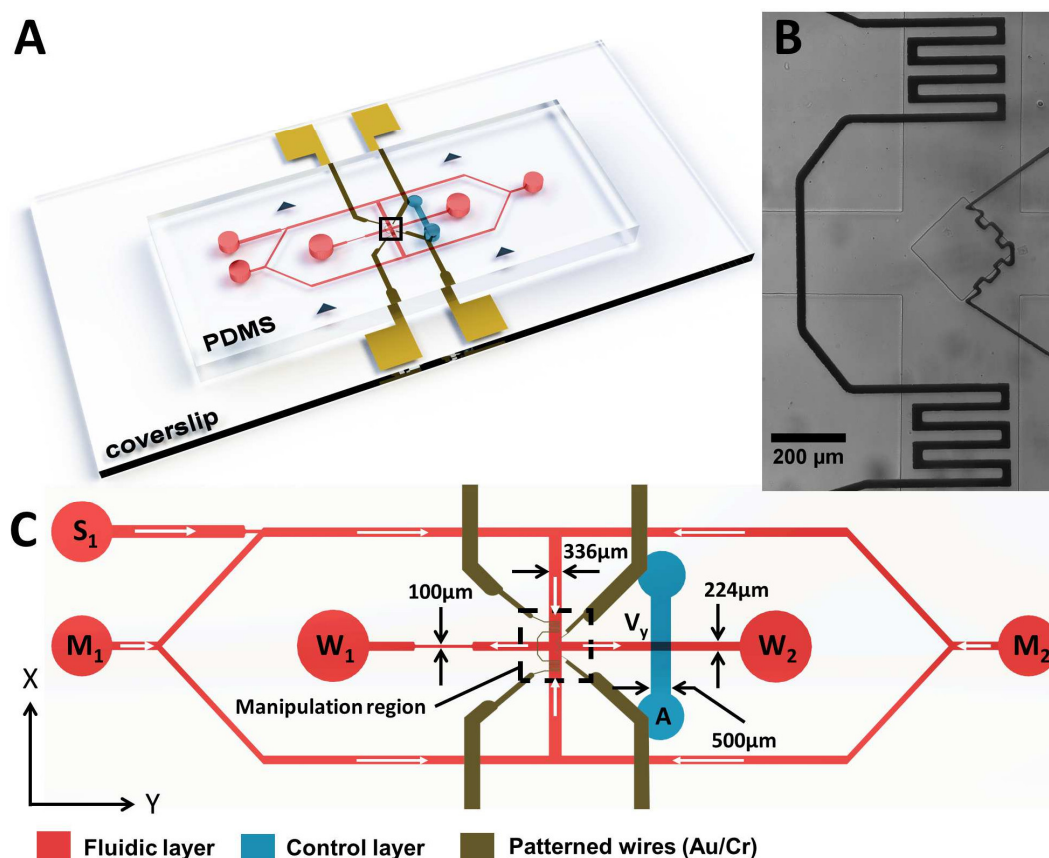 A
PDMS
coverslip
B
200 µm
C
S1
336µm
100µm
224µm
Vy
M1
W1
W2
M2
Manipulation region
A
500µm
X
Y
Fluidic layer
Control layer
Patterned wires (Au/Cr)